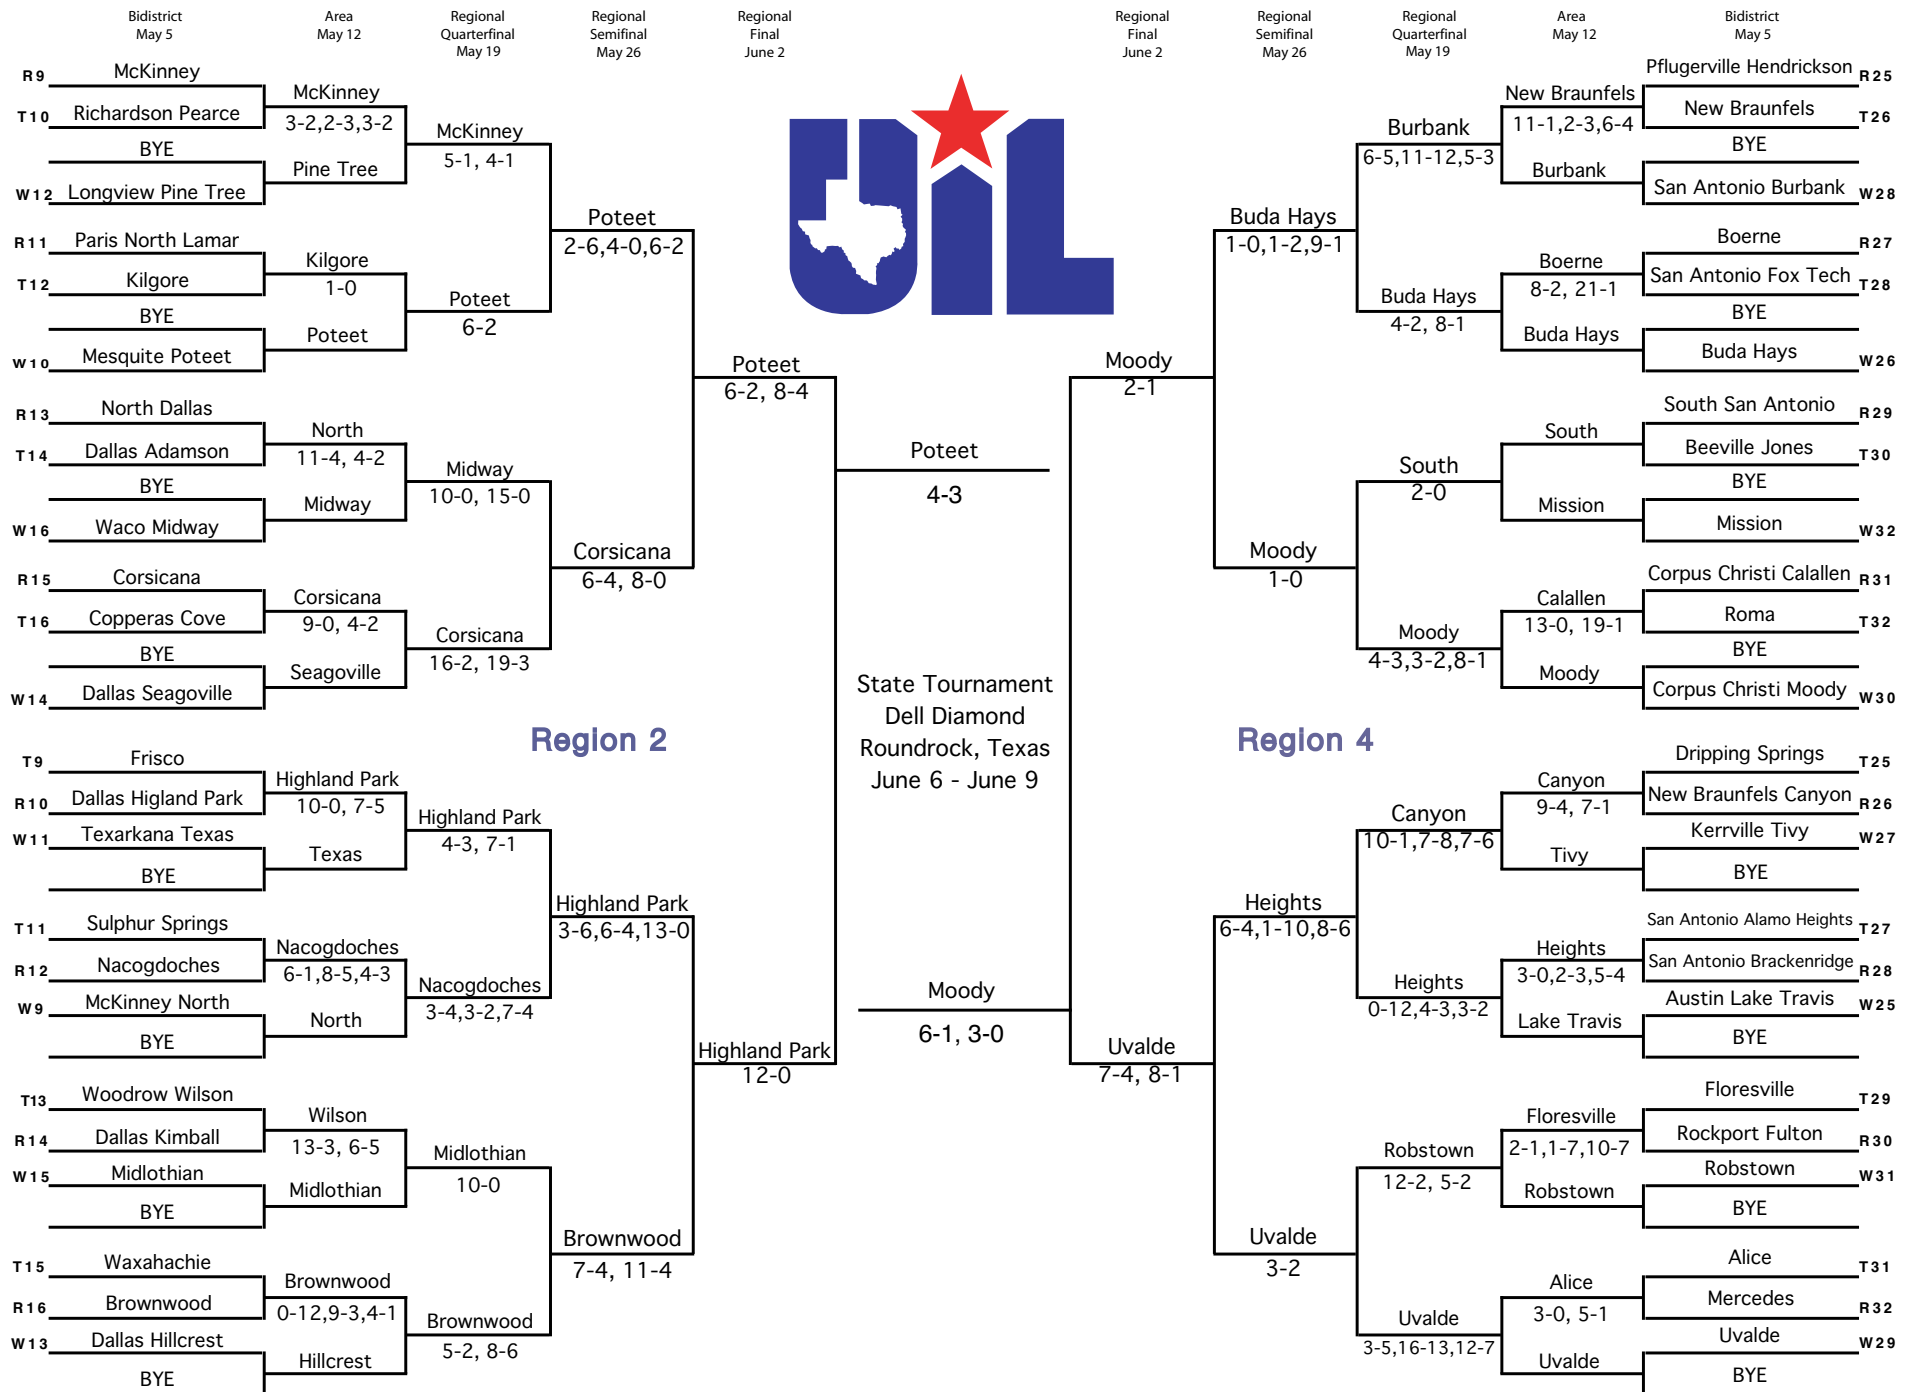 Bidistrict
May 5
Area
May 12
Regional
Quarterfinal
May 19
Regional
Semifinal
May 26
Regional
Final
June 2
Regional
Final
June 2
Regional
Semifinal
May 26
Regional
Quarterfinal
May 19
Area
May 12
Bidistrict
May 5
R9 McKinney
T10 Richardson Pearce
BYE
W12 Longview Pine Tree
R11 Paris North Lamar
T12 Kilgore
BYE
W10 Mesquite Poteet
R13 North Dallas
T14 Dallas Adamson
BYE
W16 Waco Midway
R15 Corsicana
T16 Copperas Cove
BYE
W14 Dallas Seagoville
T9 Frisco
R10 Dallas Higland Park
W11 Texarkana Texas
BYE
T11 Sulphur Springs
R12 Nacogdoches
W9 McKinney North
BYE
T13 Woodrow Wilson
R14 Dallas Kimball
W15 Midlothian
BYE
T15 Waxahachie
R16 Brownwood
W13 Dallas Hillcrest
BYE
McKinney
3-2,2-3,3-2
Pine Tree
Kilgore
1-0
Poteet
North
11-4, 4-2
Midway
Corsicana
9-0, 4-2
Seagoville
Highland Park
10-0, 7-5
Texas
Nacogdoches
6-1,8-5,4-3
North
Wilson
13-3, 6-5
Midlothian
Brownwood
0-12,9-3,4-1
Hillcrest
McKinney
5-1, 4-1
Poteet
6-2
Midway
10-0, 15-0
Corsicana
16-2, 19-3
Highland Park
4-3, 7-1
Nacogdoches
3-4,3-2,7-4
Midlothian
10-0
Brownwood
5-2, 8-6
Poteet
2-6,4-0,6-2
Corsicana
6-4, 8-0
Region 2
Highland Park
3-6,6-4,13-0
Brownwood
7-4, 11-4
Poteet
6-2, 8-4
Highland Park
12-0
UIL
Poteet
4-3
State Tournament
Dell Diamond
Roundrock, Texas
June 6 - June 9
Moody
6-1, 3-0
Moody
2-1
Uvalde
7-4, 8-1
Buda Hays
1-0,1-2,9-1
Moody
1-0
Region 4
Heights
6-4,1-10,8-6
Uvalde
3-2
Burbank
6-5,11-12,5-3
Buda Hays
4-2, 8-1
South
2-0
Moody
4-3,3-2,8-1
Canyon
10-1,7-8,7-6
Heights
0-12,4-3,3-2
Robstown
12-2, 5-2
Uvalde
3-5,16-13,12-7
New Braunfels
11-1,2-3,6-4
Burbank
Boerne
8-2, 21-1
Buda Hays
South
Mission
Calallen
13-0, 19-1
Moody
Canyon
9-4, 7-1
Tivy
Heights
3-0,2-3,5-4
Lake Travis
Floresville
2-1,1-7,10-7
Robstown
Alice
3-0, 5-1
Uvalde
Pflugerville Hendrickson R25
New Braunfels T26
BYE
San Antonio Burbank W28
Boerne R27
San Antonio Fox Tech T28
BYE
Buda Hays W26
South San Antonio R29
Beeville Jones T30
BYE
Mission W32
Corpus Christi Calallen R31
Roma T32
BYE
Corpus Christi Moody W30
Dripping Springs T25
New Braunfels Canyon R26
Kerrville Tivy W27
BYE
San Antonio Alamo Heights T27
San Antonio Brackenridge R28
Austin Lake Travis W25
BYE
Floresville T29
Rockport Fulton R30
Robstown W31
BYE
Alice T31
Mercedes R32
Uvalde W29
BYE